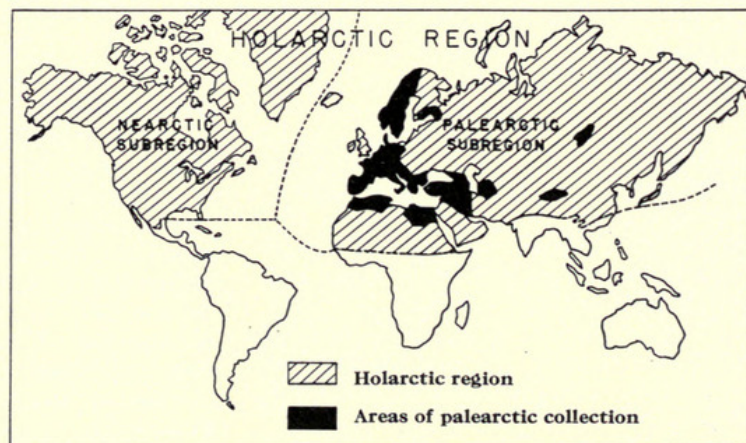 HOLARCTIC REGION
NEARCTIC
SUBREGION
PALEARCTIC
SUBREGION
Holarctic region
Areas of palearctic collection